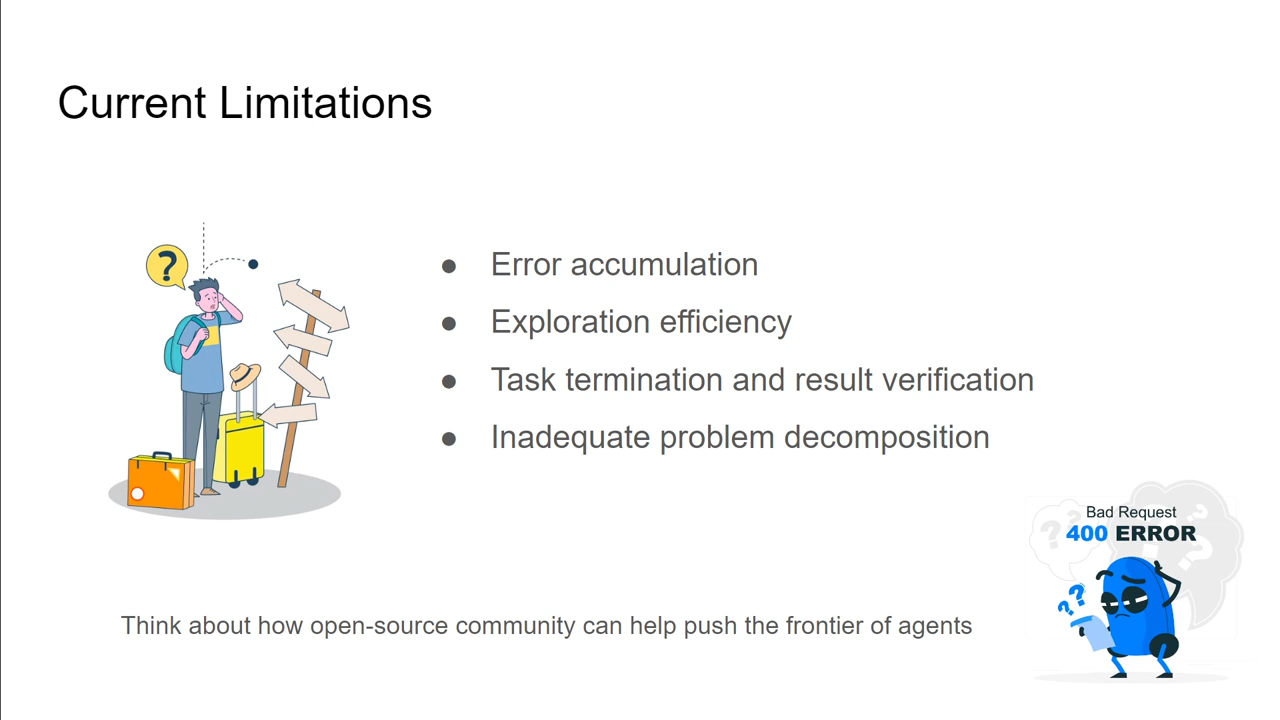 Current Limitations
?
● Error accumulation
● Exploration efficiency
● Task termination and result verification
● Inadequate problem decomposition
Bad Request
400 ERROR
? ?
? ?
??
Think about how open-source community can help push the frontier of agents